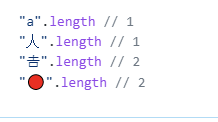 "a".length // 1
"人".length // 1
"𠮷".length // 2
"🔴".length // 2